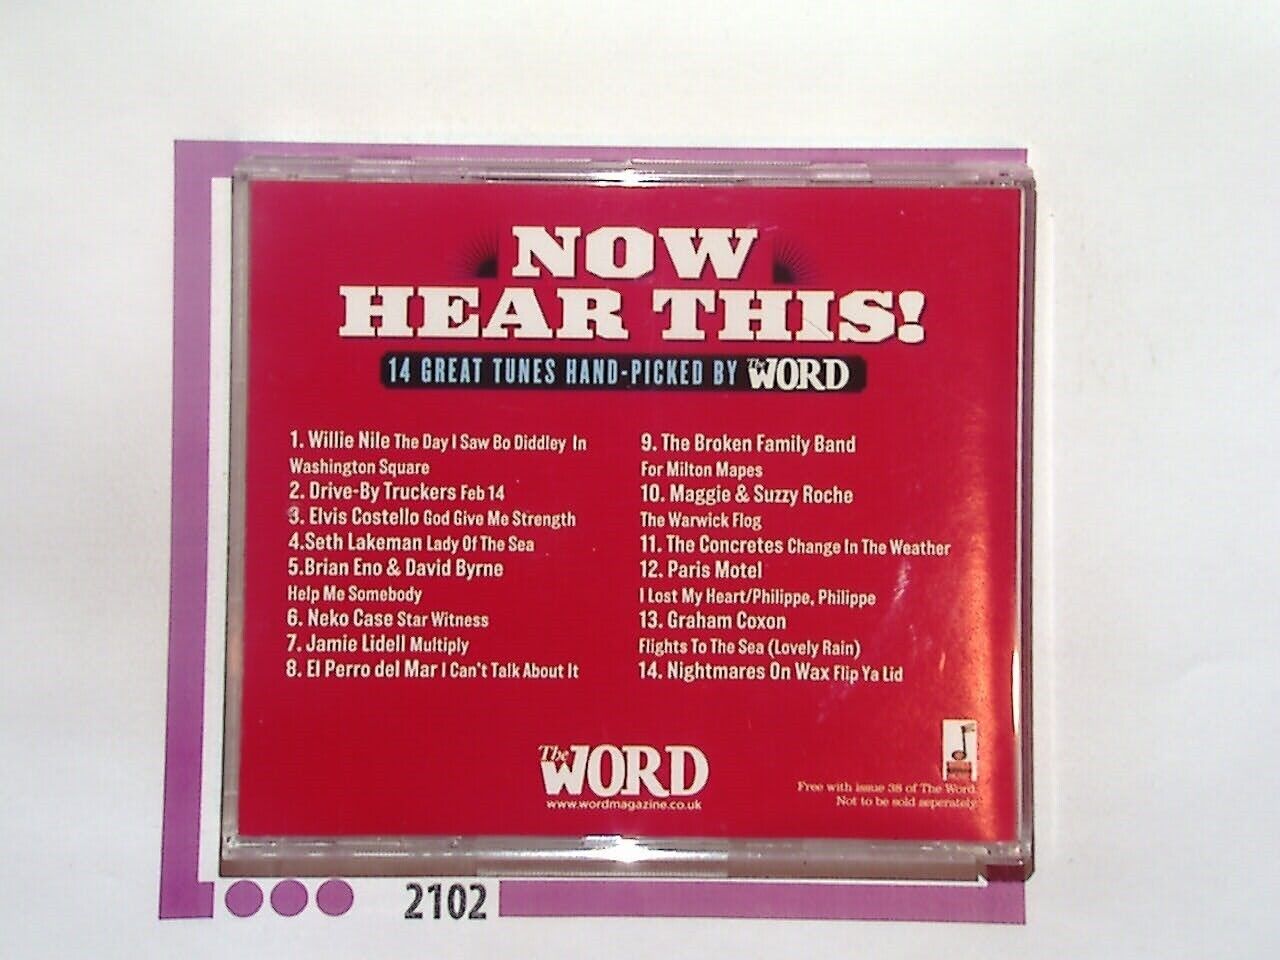 NOW
HEAR THIS!
14 GREAT TUNES HAND-PICKED BY The WORD
1. Willie Nile The Day I Saw Bo Diddley In
Washington Square
2. Drive-By Truckers Feb 14
3. Elvis Costello God Give Me Strength
4.Seth Lakeman Lady Of The Sea
5.Brian Eno & David Byrne
Help Me Somebody
6. Neko Case Star Witness
7. Jamie Lidell Multiply
8. El Perro del Mar I Can't Talk About It
9. The Broken Family Band
For Milton Mapes
10. Maggie & Suzzy Roche
The Warwick Flog
11. The Concretes Change In The Weather
12. Paris Motel
I Lost My Heart/Philippe, Philippe
13. Graham Coxon
Flights To The Sea (Lovely Rain)
14. Nightmares On Wax Flip Ya Lid
The WORD
www.wordmagazine.co.uk
Free with issue 38 of The Word.
Not to be sold seperately.
2102